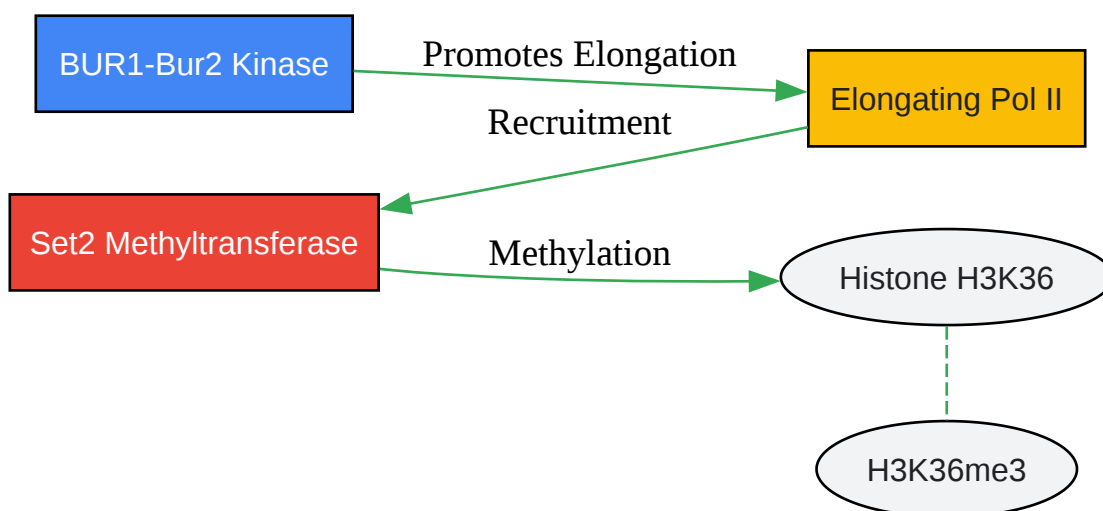 BUR1-Bur2 Kinase
Promotes Elongation
Elongating Pol II
Recruitment
Set2 Methyltransferase
Methylation
Histone H3K36
H3K36me3